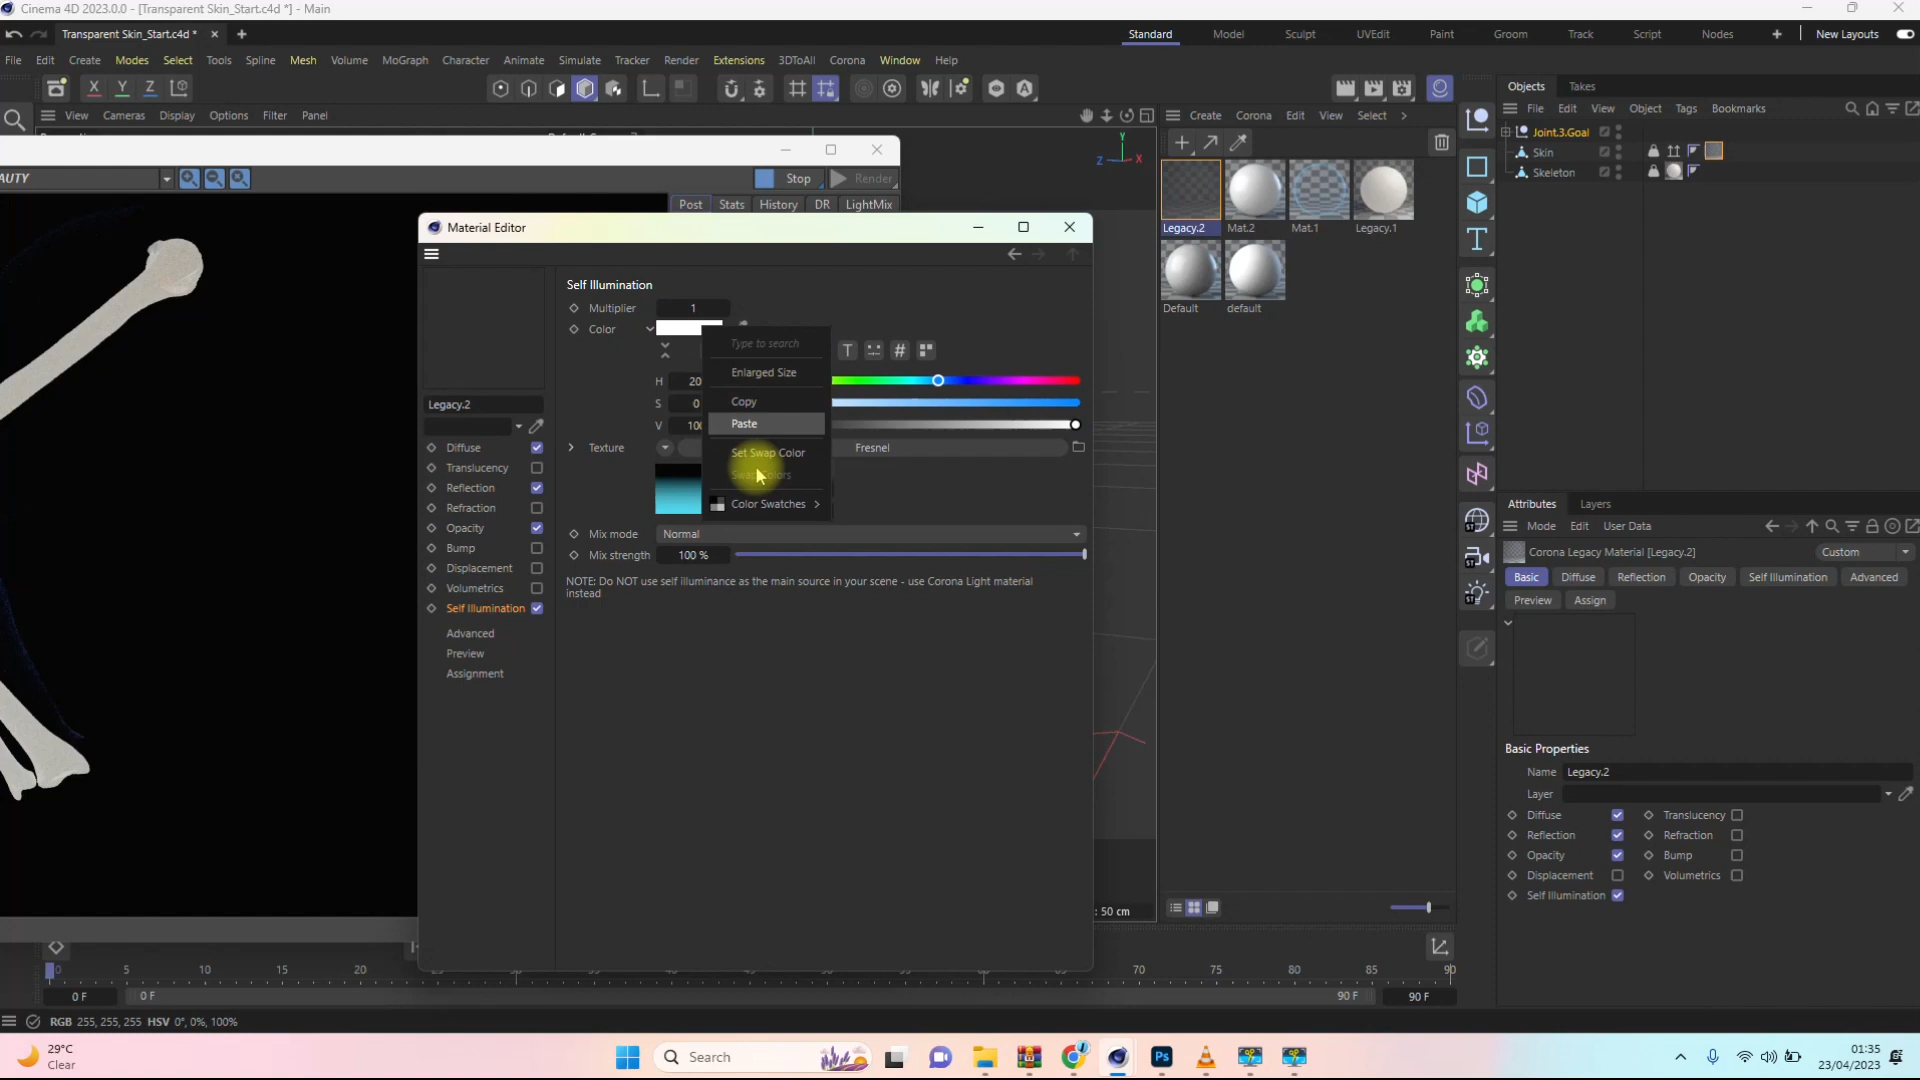 Cinema 4D 2023.0.0 - [Transparent Skin_Start.c4d *] - Main
Transparent Skin_Start.c4d *
Standard Model Sculpt UVEdit Paint Groom Track Script Nodes New Layouts
File Edit Create Modes Select Tools Spline Mesh Volume MoGraph Character Animate Simulate Tracker Render Extensions 3DToAll Corona Window Help
X Y Z
Objects Takes
View Cameras Display Options Filter Panel
Create Corona Edit View Select
File Edit View Object Tags Bookmarks
Joint.3.Goal
Skin
Skeleton
AUTY
Stop Render
Post Stats History DR LightMix
Y
Z X
Legacy.2 Mat.2 Mat.1 Legacy.1
Default default
Material Editor
Self Illumination
Multiplier 1
Color
Type to search
Enlarged Size
Copy
Paste
Set Swap Color
Swap Colors
Color Swatches
H 20
S 0
V 100
Texture Fresnel
Mix mode Normal
Mix strength 100 %
NOTE: Do NOT use self illuminance as the main source in your scene - use Corona Light material
instead
Legacy.2
Diffuse
Translucency
Reflection
Refraction
Opacity
Bump
Displacement
Volumetrics
Self Illumination
Advanced
Preview
Assignment
Attributes Layers
Mode Edit User Data
Corona Legacy Material [Legacy.2] Custom
Basic Diffuse Reflection Opacity Self Illumination Advanced
Preview Assign
Basic Properties
Name Legacy.2
Layer
Diffuse Translucency
Reflection Refraction
Opacity Bump
Displacement Volumetrics
Self Illumination
: 50 cm
0 5 10 15 20 70 75 80 85 90
0 F 0 F 90 F 90 F
RGB 255, 255, 255 HSV 0°, 0%, 100%
29°C
Clear
Search
01:35
23/04/2023